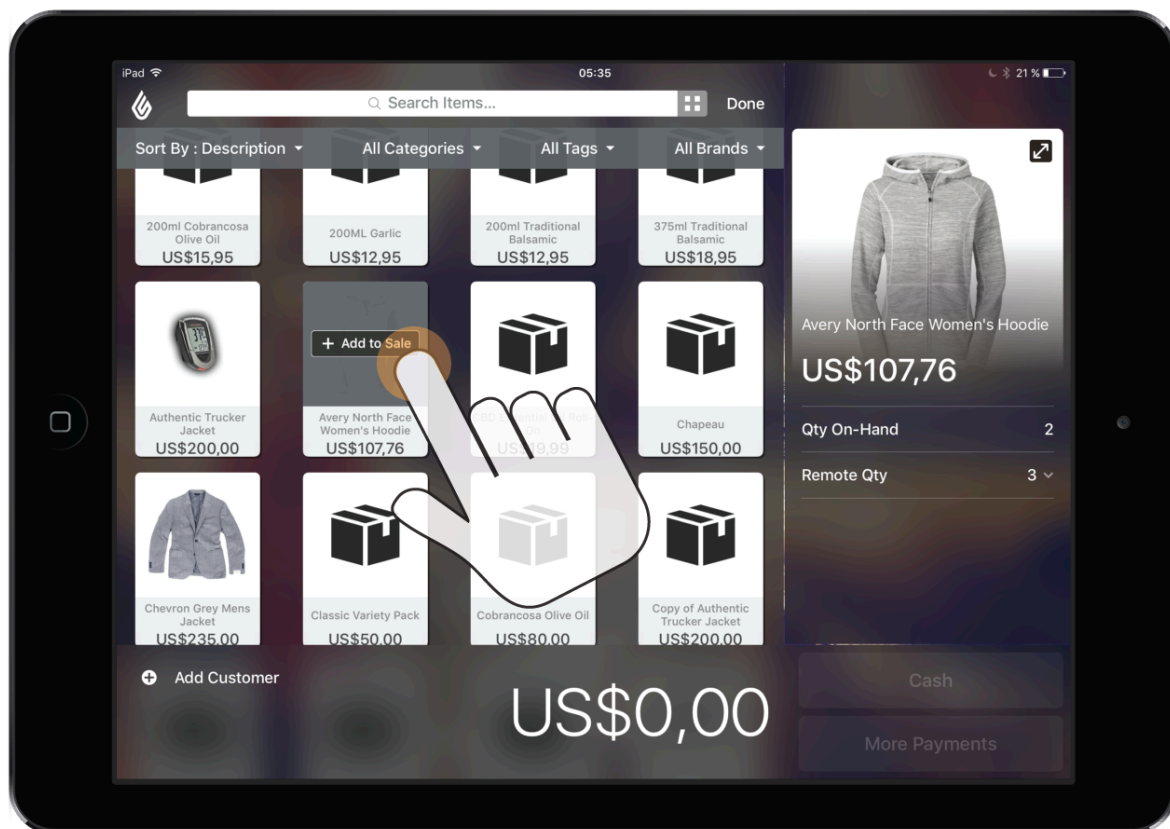 iPad
05:35
21 %
Search Items...
Done
Sort By : Description
All Categories
All Tags
All Brands
200ml Cobrancosa
Olive Oil
US$15,95
200ML Garlic
US$12,95
200ml Traditional
Balsamic
US$12,95
375ml Traditional
Balsamic
US$18,95
+ Add to Sale
Authentic Trucker
Jacket
US$200,00
Avery North Face
Women's Hoodie
US$107,76
On
US$19,99
Chapeau
US$150,00
Chevron Grey Mens
Jacket
US$235,00
Classic Variety Pack
US$50,00
Cobrancosa Olive Oil
US$80,00
Copy of Authentic
Trucker Jacket
US$200,00
Avery North Face Women's Hoodie
US$107,76
Qty On-Hand 2
Remote Qty 3
Add Customer
US$0,00
Cash
More Payments